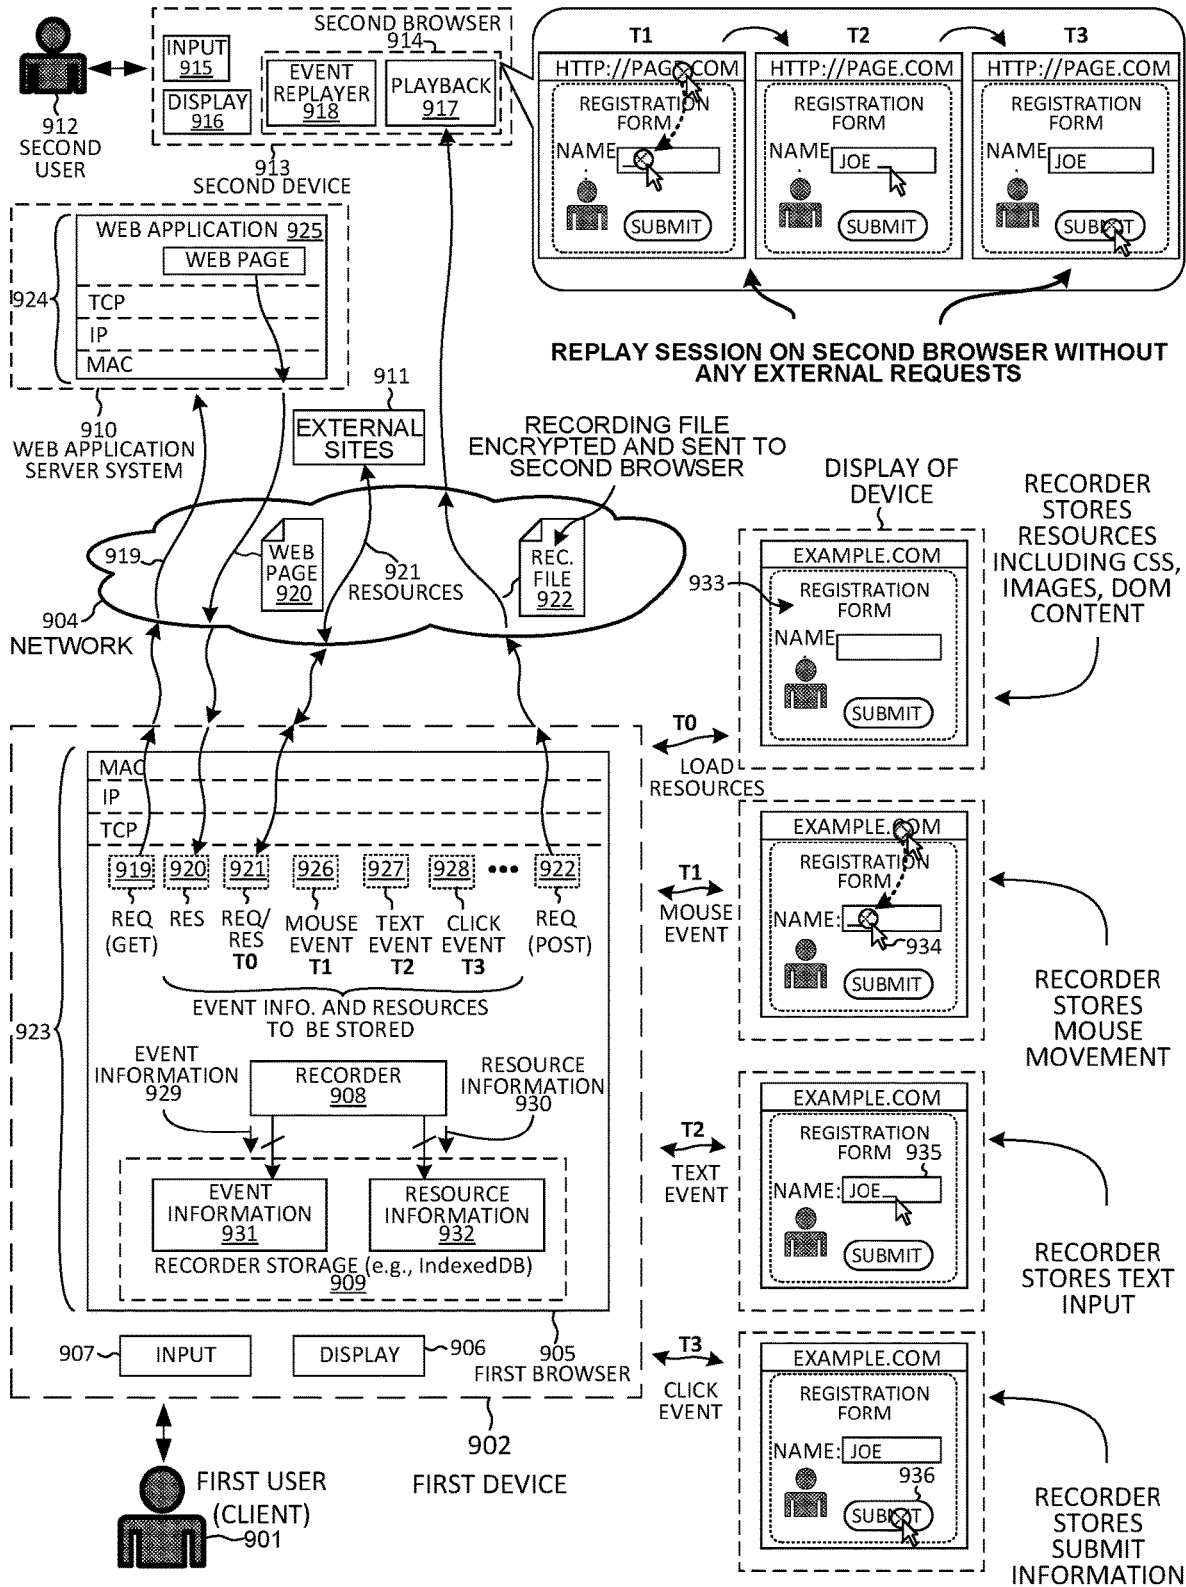 SECOND BROWSER
914
INPUT
915
DISPLAY
916
EVENT
REPLAYER
918
PLAYBACK
917
912
SECOND
USER
913
SECOND DEVICE
T1
T2
T3
HTTP://PAGE.COM
REGISTRATION
FORM
NAME
SUBMIT
HTTP://PAGE.COM
REGISTRATION
FORM
NAME
JOE
SUBMIT
HTTP://PAGE.COM
REGISTRATION
FORM
NAME
JOE
SUBMIT
REPLAY SESSION ON SECOND BROWSER WITHOUT
ANY EXTERNAL REQUESTS
WEB APPLICATION 925
WEB PAGE
924
TCP
IP
MAC
910
WEB APPLICATION
SERVER SYSTEM
911
EXTERNAL
SITES
RECORDING FILE
ENCRYPTED AND SENT TO
SECOND BROWSER
919
WEB
PAGE
920
921
RESOURCES
REC.
FILE
922
904
NETWORK
DISPLAY OF
DEVICE
EXAMPLE.COM
933
REGISTRATION
FORM
NAME
SUBMIT
RECORDER
STORES
RESOURCES
INCLUDING CSS,
IMAGES, DOM
CONTENT
T0
LOAD
RESOURCES
MAC
IP
TCP
919
920
921
926
927
928
922
REQ
(GET)
RES
REQ/
RES
T0
MOUSE
EVENT
T1
TEXT
EVENT
T2
CLICK
EVENT
T3
REQ
(POST)
EVENT INFO. AND RESOURCES
TO BE STORED
923
EVENT
INFORMATION
929
RECORDER
908
RESOURCE
INFORMATION
930
EVENT
INFORMATION
931
RESOURCE
INFORMATION
932
RECORDER STORAGE (e.g., IndexedDB)
909
907
INPUT
DISPLAY
906
905
FIRST BROWSER
902
FIRST DEVICE
FIRST USER
(CLIENT)
901
T1
MOUSE
EVENT
EXAMPLE.COM
REGISTRATION
FORM
NAME:
934
SUBMIT
RECORDER
STORES
MOUSE
MOVEMENT
T2
TEXT
EVENT
EXAMPLE.COM
REGISTRATION
FORM
935
NAME:
JOE
SUBMIT
RECORDER
STORES TEXT
INPUT
T3
CLICK
EVENT
EXAMPLE.COM
REGISTRATION
FORM
NAME:
JOE
936
SUBMIT
RECORDER
STORES
SUBMIT
INFORMATION